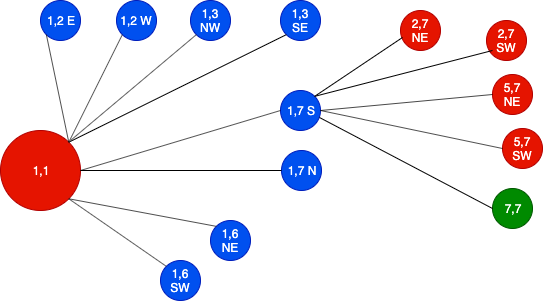 1,2 E
1,2 W
1,3
NW
1,3
SE
2,7
NE
2,7
SW
5,7
NE
1,7 S
5,7
SW
1,1
1,7 N
7,7
1,6
NE
1,6
SW